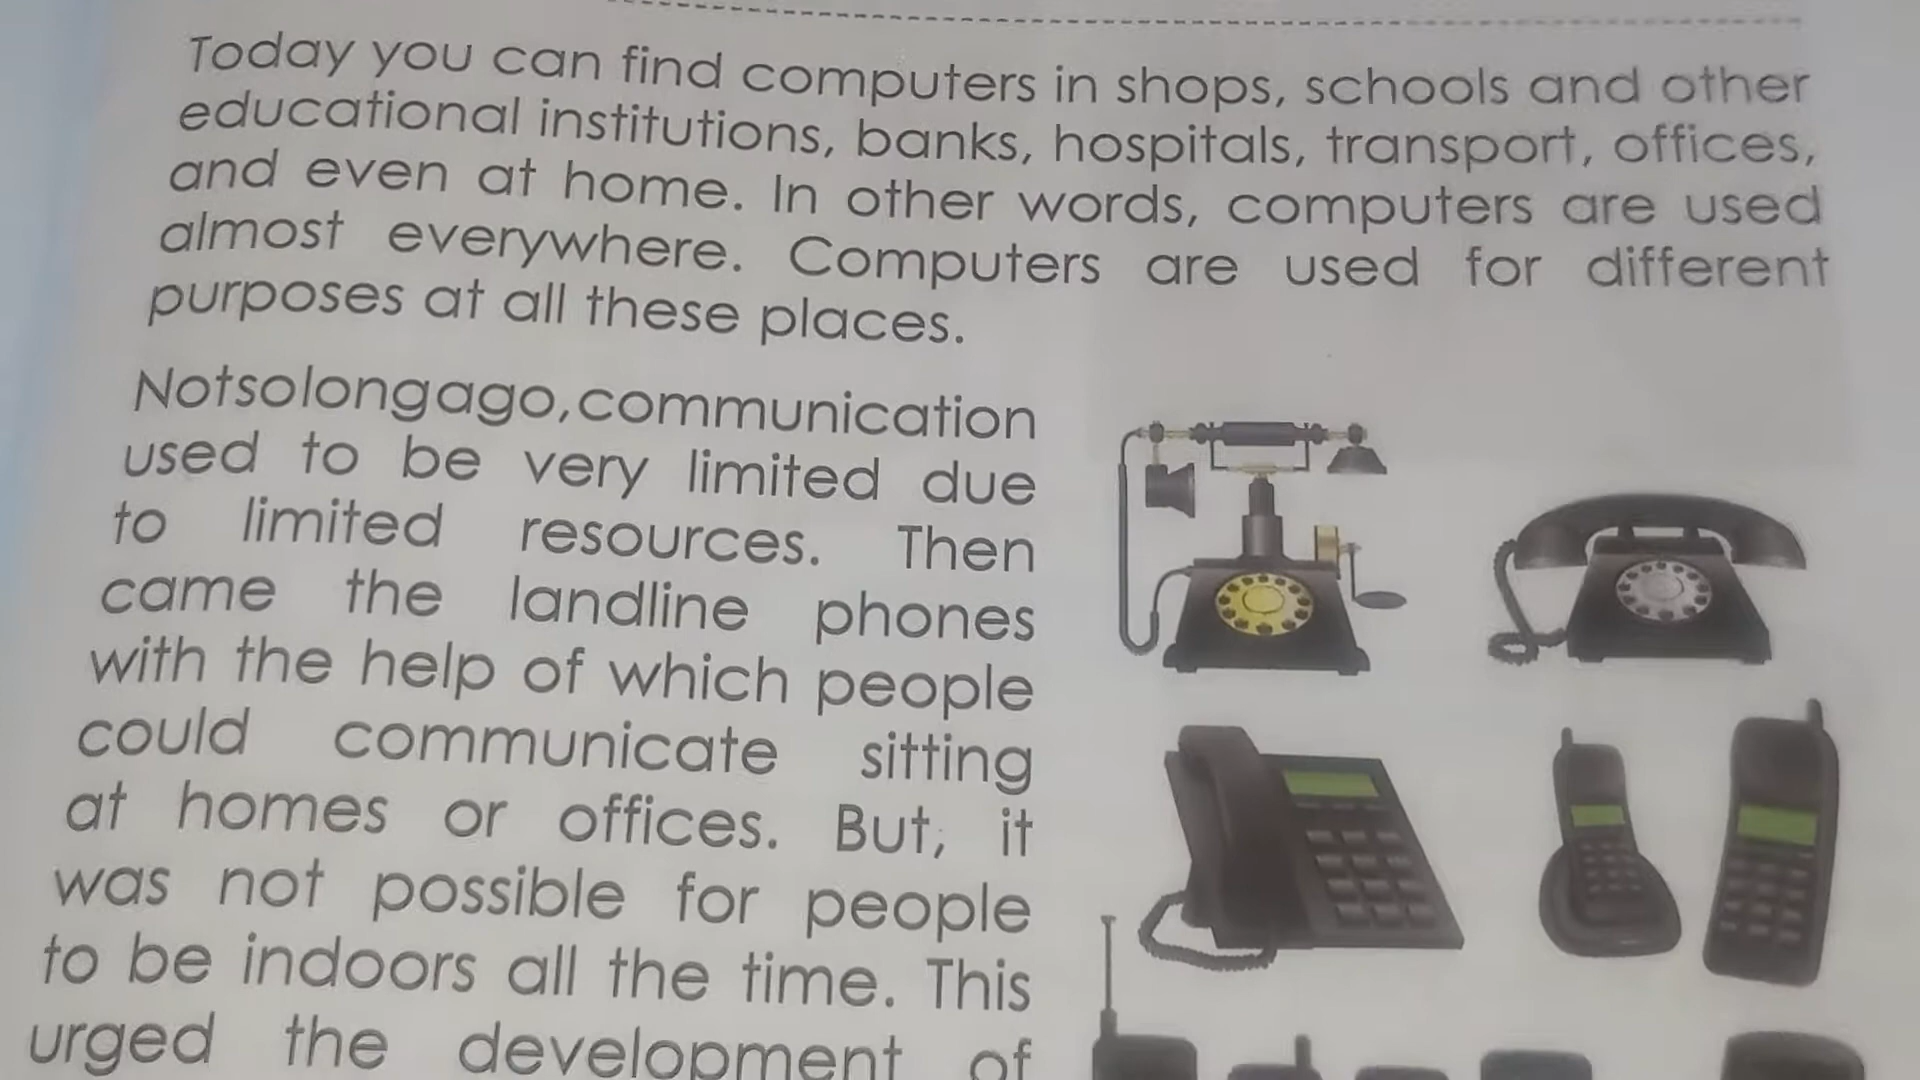 Today you can find computers in shops, schools and other
educational institutions, banks, hospitals, transport, offices,
and even at home. In other words, computers are used
almost everywhere. Computers are used for different
purposes at all these places.
Notsolongago,communication
used to be very limited due
to limited resources. Then
came the landline phones
with the help of which people
could communicate sitting
at homes or offices. But, it
was not possible for people
to be indoors all the time. This
urged the development of